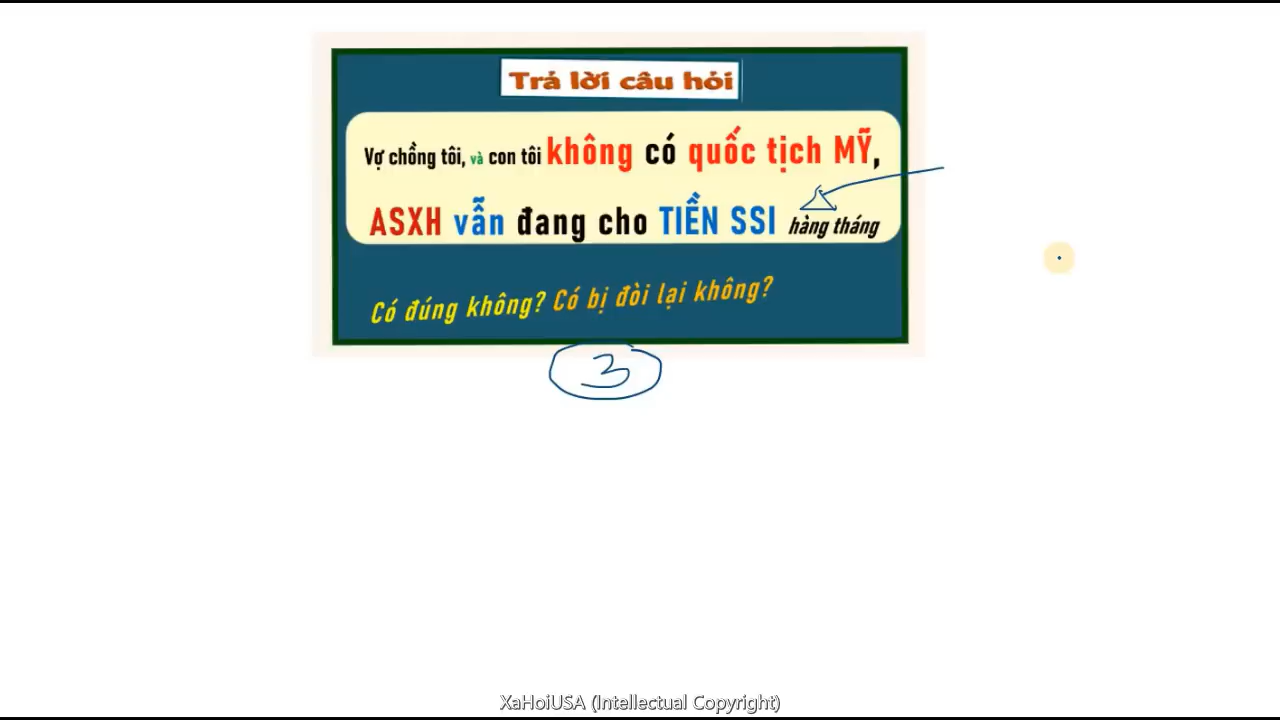 Trả lời câu hỏi
Vợ chồng tôi, và con tôi không có quốc tịch MỸ,
ASXH vẫn đang cho TIỀN SSI hàng tháng
Có đúng không? Có bị đòi lại không?
3
XaHoiUSA (Intellectual Copyright)